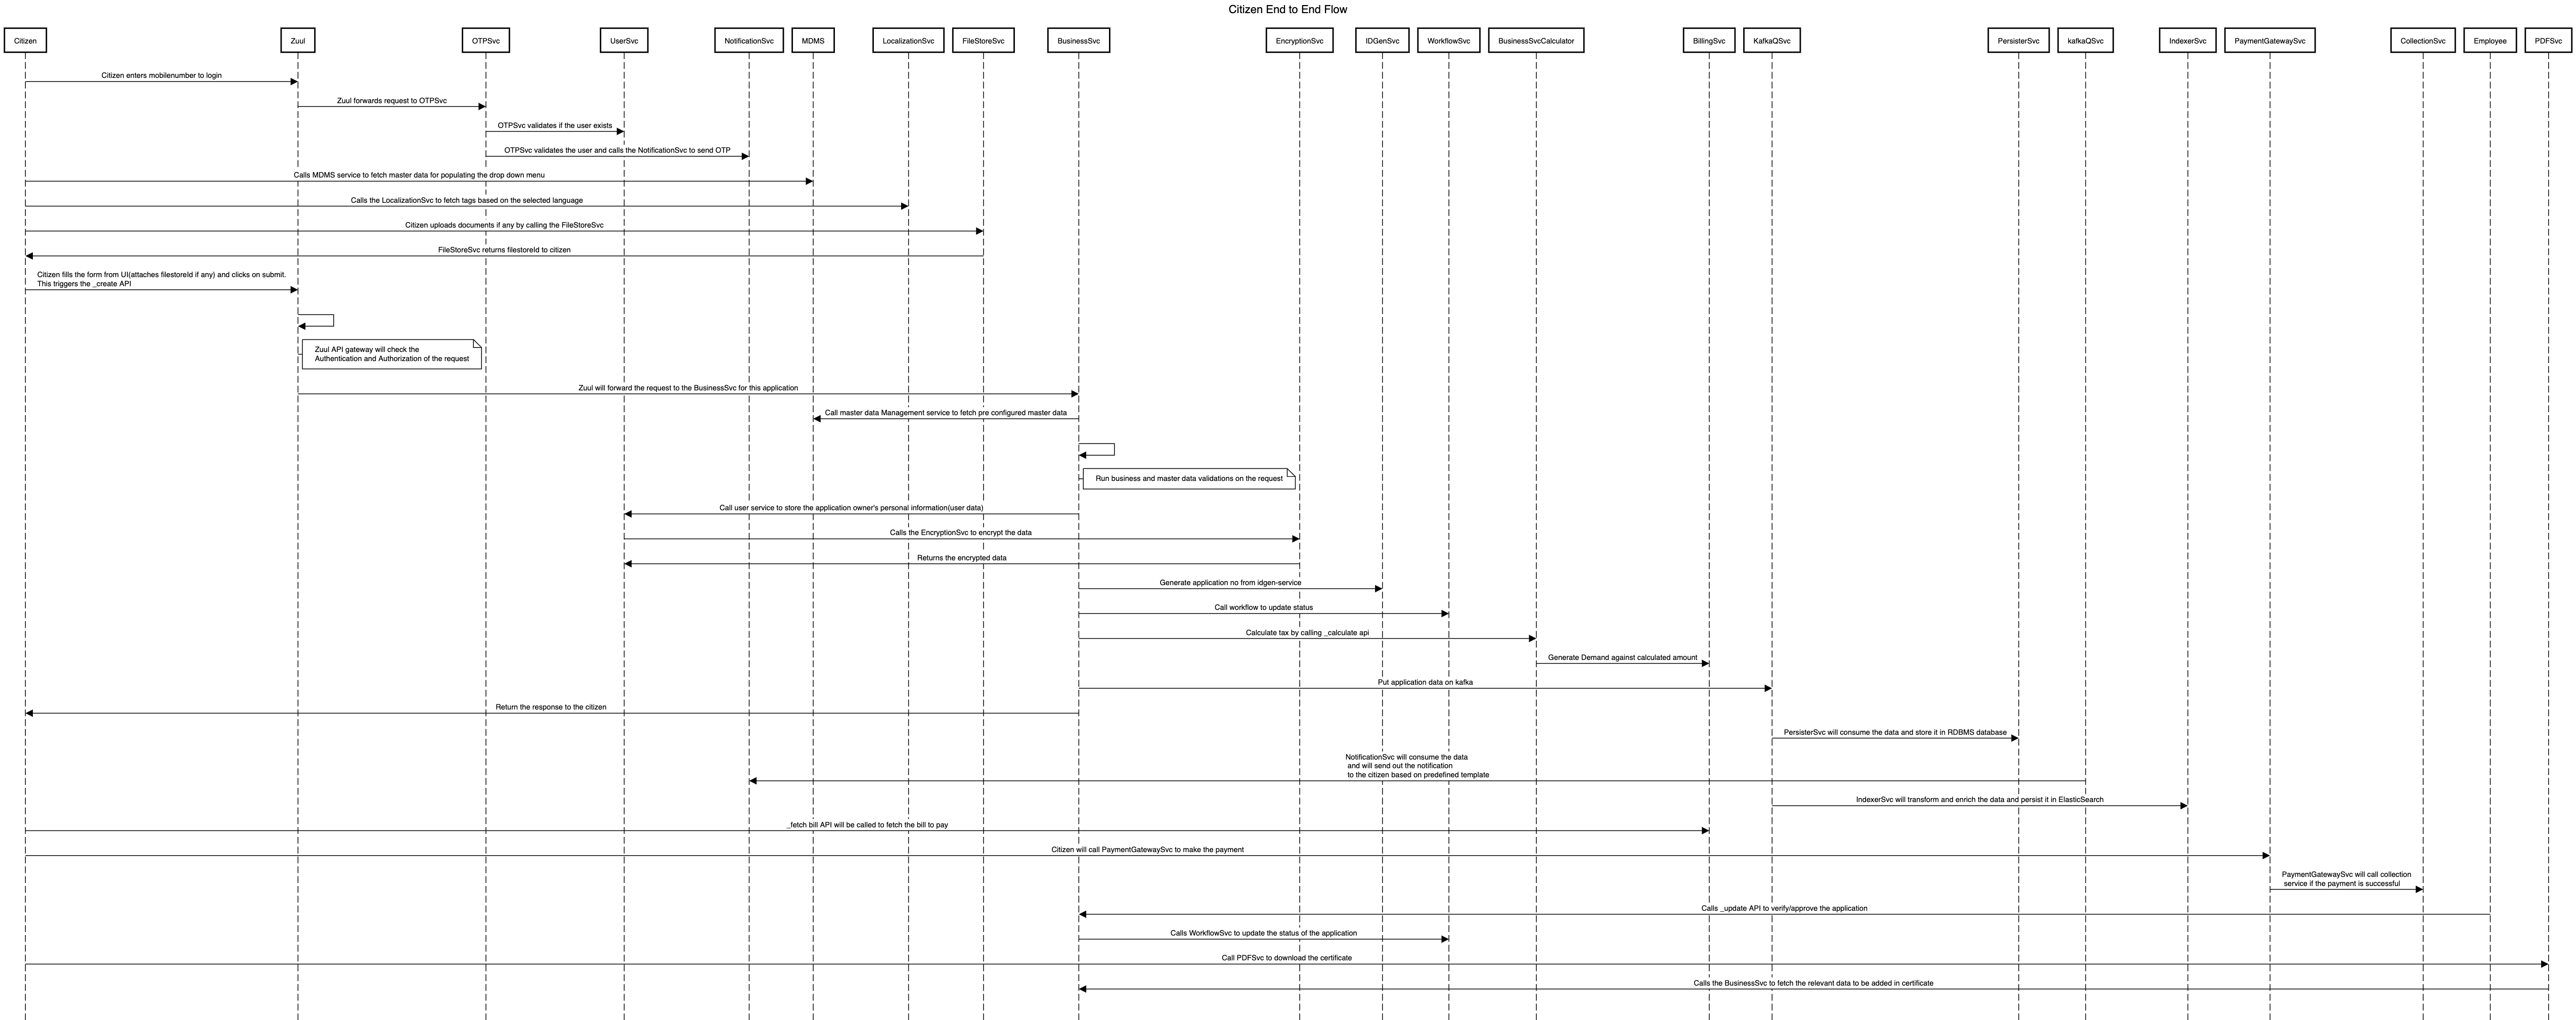 Citizen End to End Flow
Citizen
Zuul
OTPSvc
UserSvc
NotificationSvc
MDMS
LocalizationSvc
FileStoreSvc
BusinessSvc
EncryptionSvc
IDGenSvc
WorkflowSvc
BusinessSvcCalculator
BillingSvc
KafkaQSvc
PersisterSvc
kafkaQSvc
IndexerSvc
PaymentGatewaySvc
CollectionSvc
Employee
PDFSvc
Citizen enters mobilenumber to login
Zuul forwards request to OTPSvc
OTPSvc validates if the user exists
OTPSvc validates the user and calls the NotificationSvc to send OTP
Calls MDMS service to fetch master data for populating the drop down menu
Calls the LocalizationSvc to fetch tags based on the selected language
Citizen uploads documents if any by calling the FileStoreSvc
FileStoreSvc returns filestoreId to citizen
Citizen fills the form from UI(attaches filestoreId if any) and clicks on submit.
This triggers the _create API
Zuul API gateway will check the
Authentication and Authorization of the request
Zuul will forward the request to the BusinessSvc for this application
Call master data Management service to fetch pre configured master data
Run business and master data validations on the request
Call user service to store the application owner's personal information(user data)
Calls the EncryptionSvc to encrypt the data
Returns the encrypted data
Generate application no from idgen-service
Call workflow to update status
Calculate tax by calling _calculate api
Generate Demand against calculated amount
Put application data on kafka
Return the response to the citizen
PersisterSvc will consume the data and store it in RDBMS database
NotificationSvc will consume the data
and will send out the notification
to the citizen based on predefined template
IndexerSvc will transform and enrich the data and persist it in ElasticSearch
_fetch bill API will be called to fetch the bill to pay
Citizen will call PaymentGatewaySvc to make the payment
PaymentGatewaySvc will call collection
service if the payment is successful
Calls _update API to verify/approve the application
Calls WorkflowSvc to update the status of the application
Call PDFSvc to download the certificate
Calls the BusinessSvc to fetch the relevant data to be added in certificate